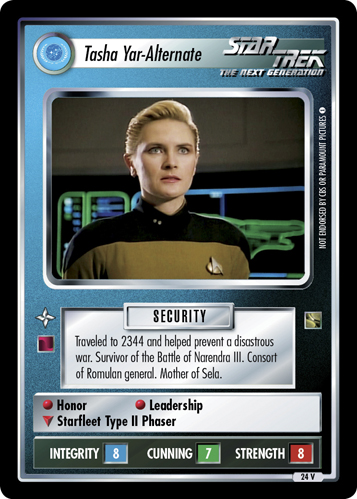 Tasha Yar-Alternate
STAR TREK
THE NEXT GENERATION
NOT ENDORSED BY CBS OR PARAMOUNT PICTURES
SECURITY
Traveled to 2344 and helped prevent a disastrous
war. Survivor of the Battle of Narendra III. Consort
of Romulan general. Mother of Sela.
Honor Leadership
Starfleet Type II Phaser
INTEGRITY 8 CUNNING 7 STRENGTH 8
24 V